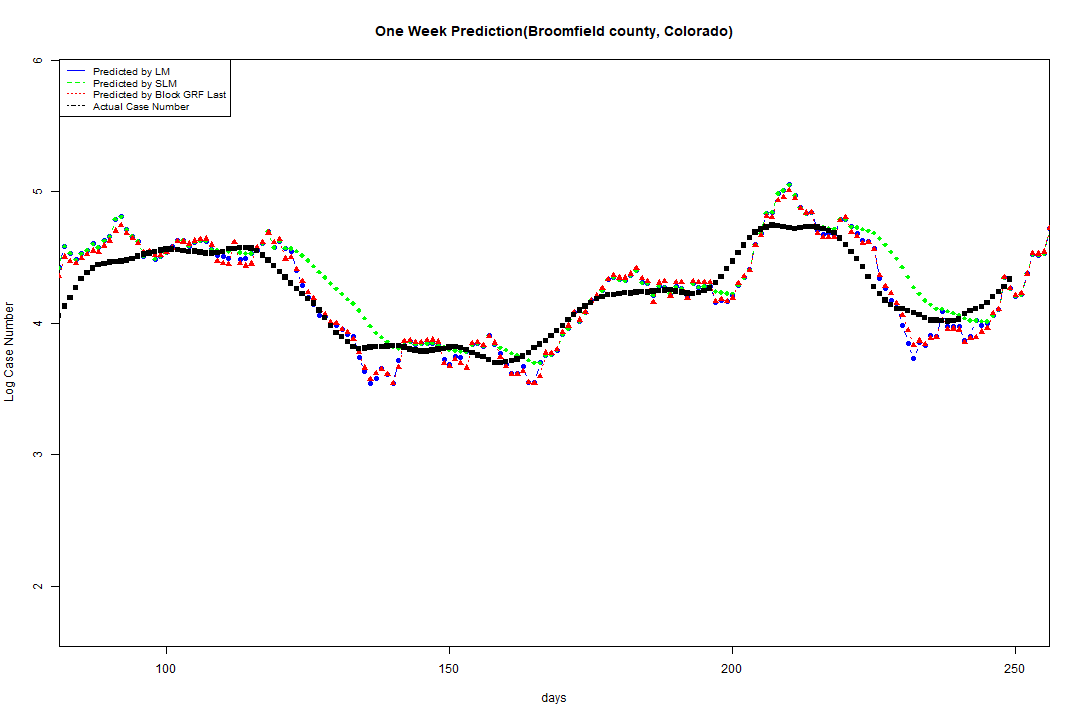 One Week Prediction(Broomfield county, Colorado)
6
Predicted by LM
Predicted by SLM
Predicted by Block GRF Last
Actual Case Number
5
4
3
2
Log Case Number
100 150 200 250
days